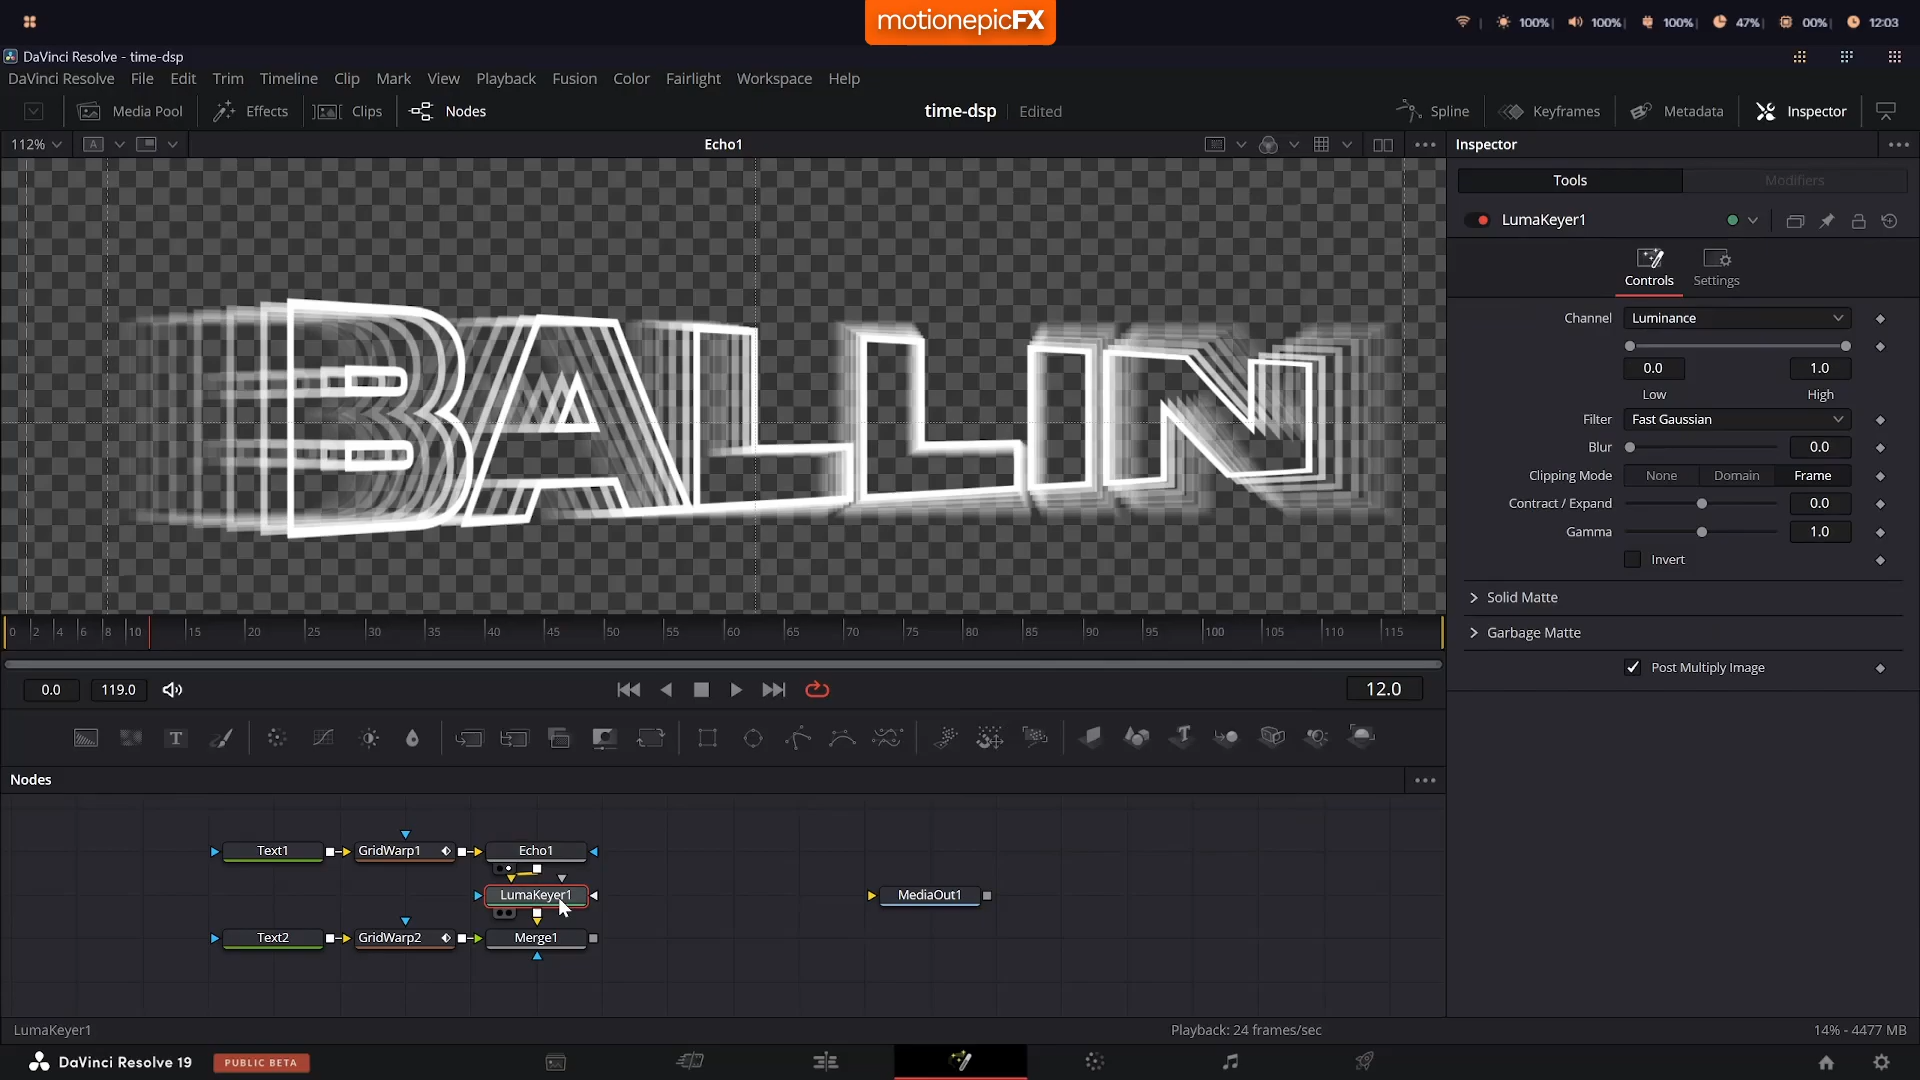 motionepicFX
100%
100%
100%
47%
00%
12:03
DaVinci Resolve - time-dsp
DaVinci Resolve File Edit Trim Timeline Clip Mark View Playback Fusion Color Fairlight Workspace Help
Media Pool Effects Clips Nodes time-dsp Edited Spline Keyframes Metadata Inspector
112% A Echo1 Inspector
Tools Modifiers
LumaKeyer1
Controls Settings
Channel Luminance
0.0 1.0
Low High
Filter Fast Gaussian
Blur 0.0
Clipping Mode None Domain Frame
Contract / Expand 0.0
Gamma 1.0
Invert
Solid Matte
Garbage Matte
Post Multiply Image
BALLIN
0 2 4 6 8 10 15 20 25 30 35 40 45 50 55 60 65 70 75 80 85 90 95 100 105 110 115
0.0 119.0 12.0
T
Nodes
Text1 GridWarp1 Echo1
LumaKeyer1 MediaOut1
Text2 GridWarp2 Merge1
LumaKeyer1 Playback: 24 frames/sec 14% - 4477 MB
DaVinci Resolve 19 PUBLIC BETA